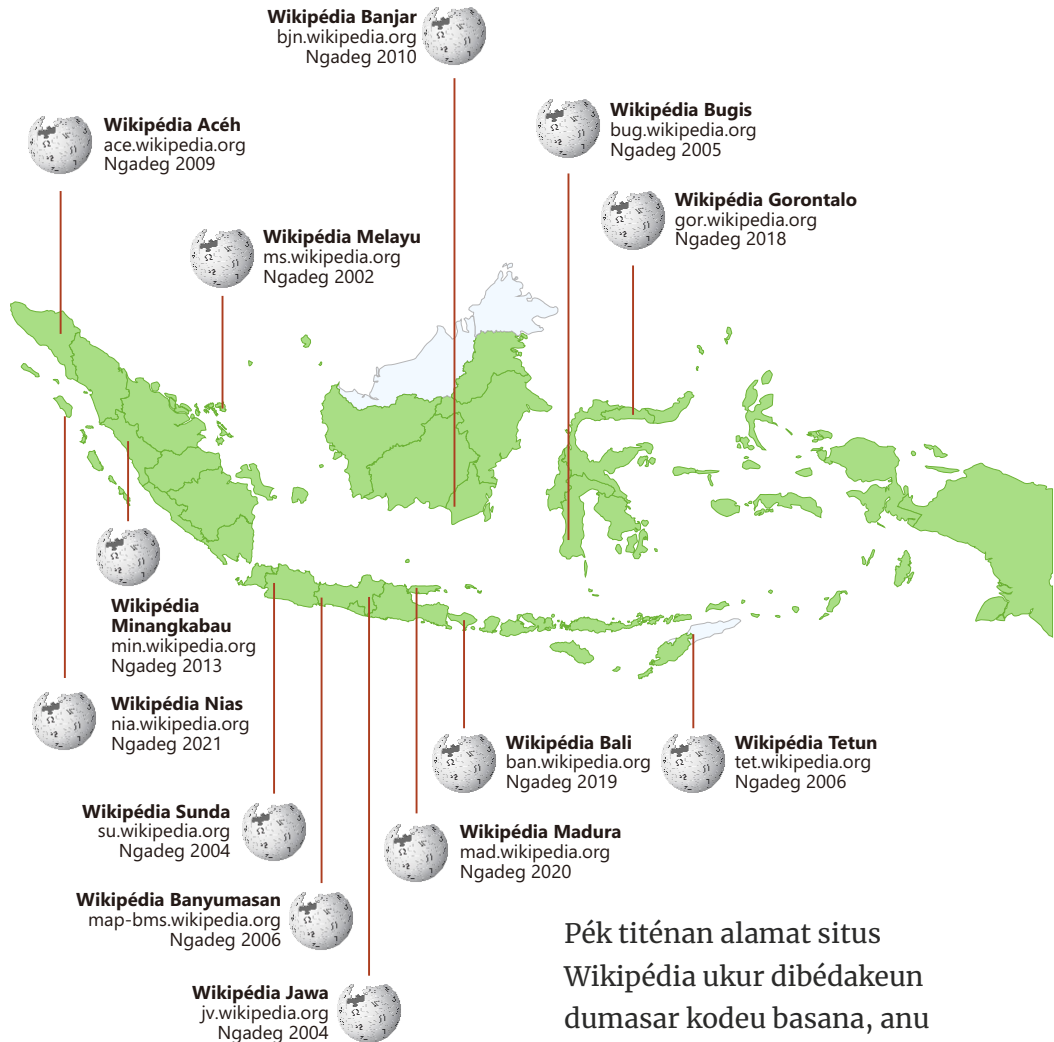 Wikipédia Banjar
bjn.wikipedia.org
Ngadeg 2010
Wikipédia Acéh
ace.wikipedia.org
Ngadeg 2009
Wikipédia Bugis
bug.wikipedia.org
Ngadeg 2005
Wikipédia Gorontalo
gor.wikipedia.org
Ngadeg 2018
Wikipédia Melayu
ms.wikipedia.org
Ngadeg 2002
Wikipédia
Minangkabau
min.wikipedia.org
Ngadeg 2013
Wikipédia Nias
nia.wikipedia.org
Ngadeg 2021
Wikipédia Bali
ban.wikipedia.org
Ngadeg 2019
Wikipédia Tetun
tet.wikipedia.org
Ngadeg 2006
Wikipédia Sunda
su.wikipedia.org
Ngadeg 2004
Wikipédia Madura
mad.wikipedia.org
Ngadeg 2020
Wikipédia Banyumasan
map-bms.wikipedia.org
Ngadeg 2006
Wikipédia Jawa
jv.wikipedia.org
Ngadeg 2004
Pék titénan alamat situs
Wikipédia ukur dibédakeun
dumasar kodeu basana, anu